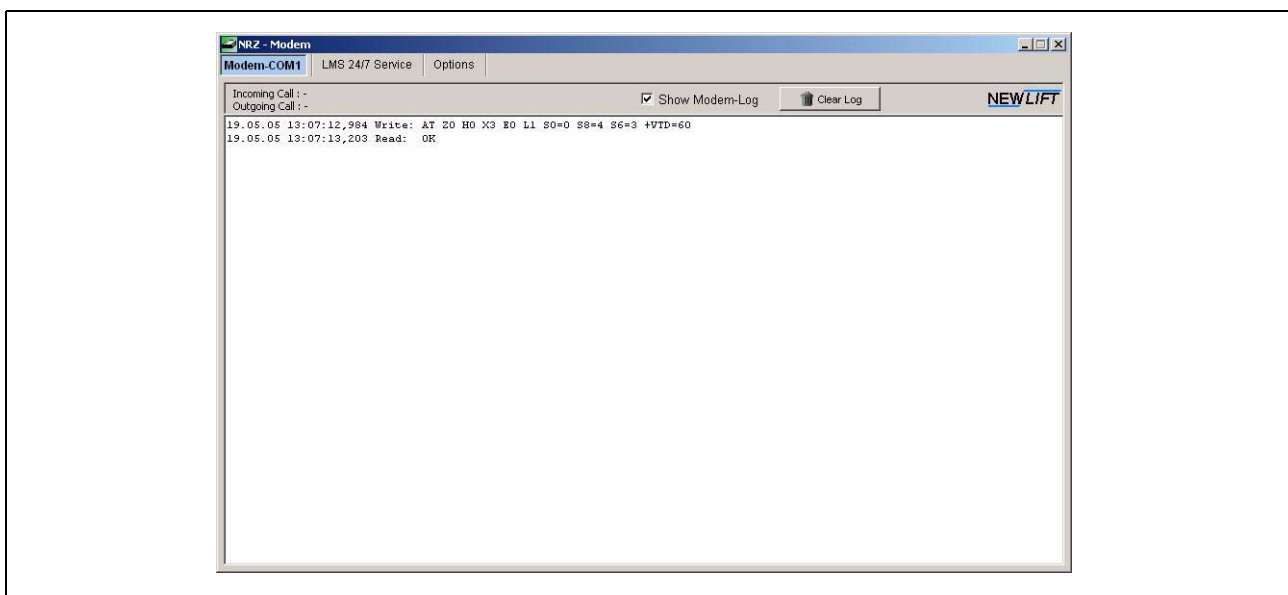 NRZ - Modem
Modem-COM1 LMS 24/7 Service Options
Incoming Call : -
Outgoing Call : -
Show Modem-Log Clear Log NEWLIFT
19.05.05 13:07:12,984 Write: AT Z0 H0 X3 E0 L1 S0=0 S8=4 S6=3 +VTD=60
19.05.05 13:07:13,203 Read: OK